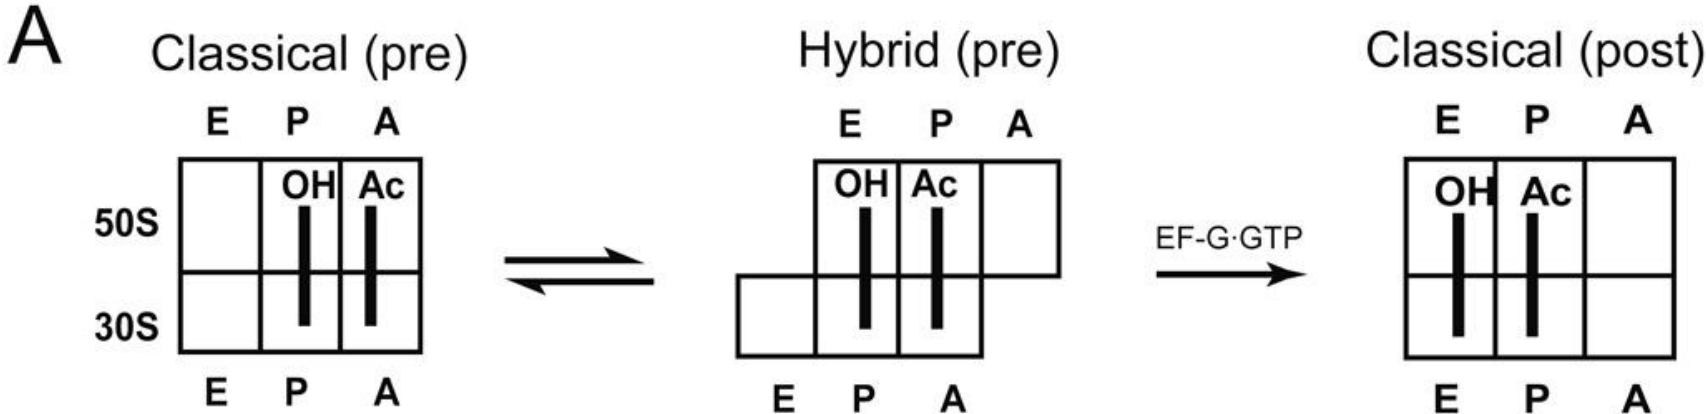 A
Classical (pre)
Hybrid (pre)
Classical (post)
E P A
E P A
E P A
OH Ac
OH Ac
OH Ac
50S
EF-G·GTP
30S
E P A
E P A
E P A